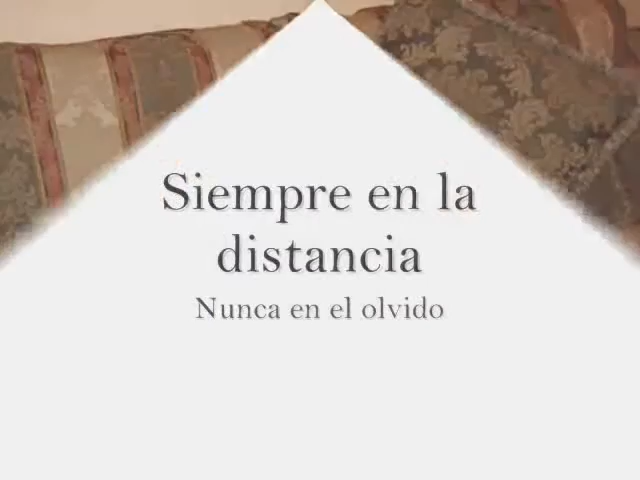 Siempre en la
distancia
Nunca en el olvido